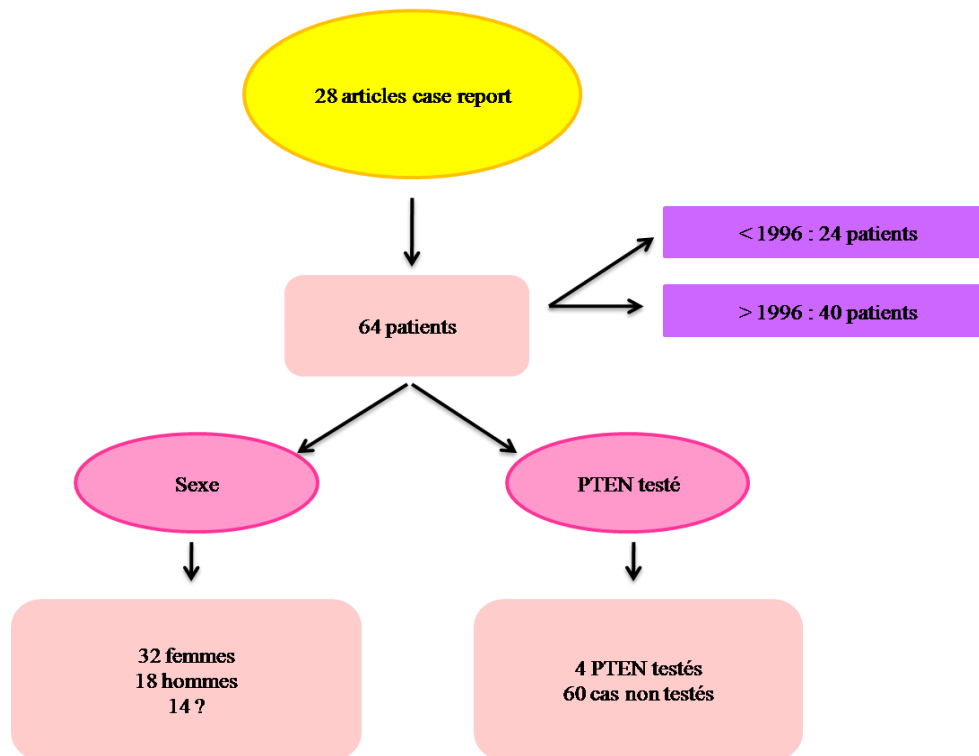 28 articles case report
< 1996 : 24 patients
64 patients
> 1996 : 40 patients
Sexe
PTEN testé
32 femmes
18 hommes
14 ?
4 PTEN testés
60 cas non testés